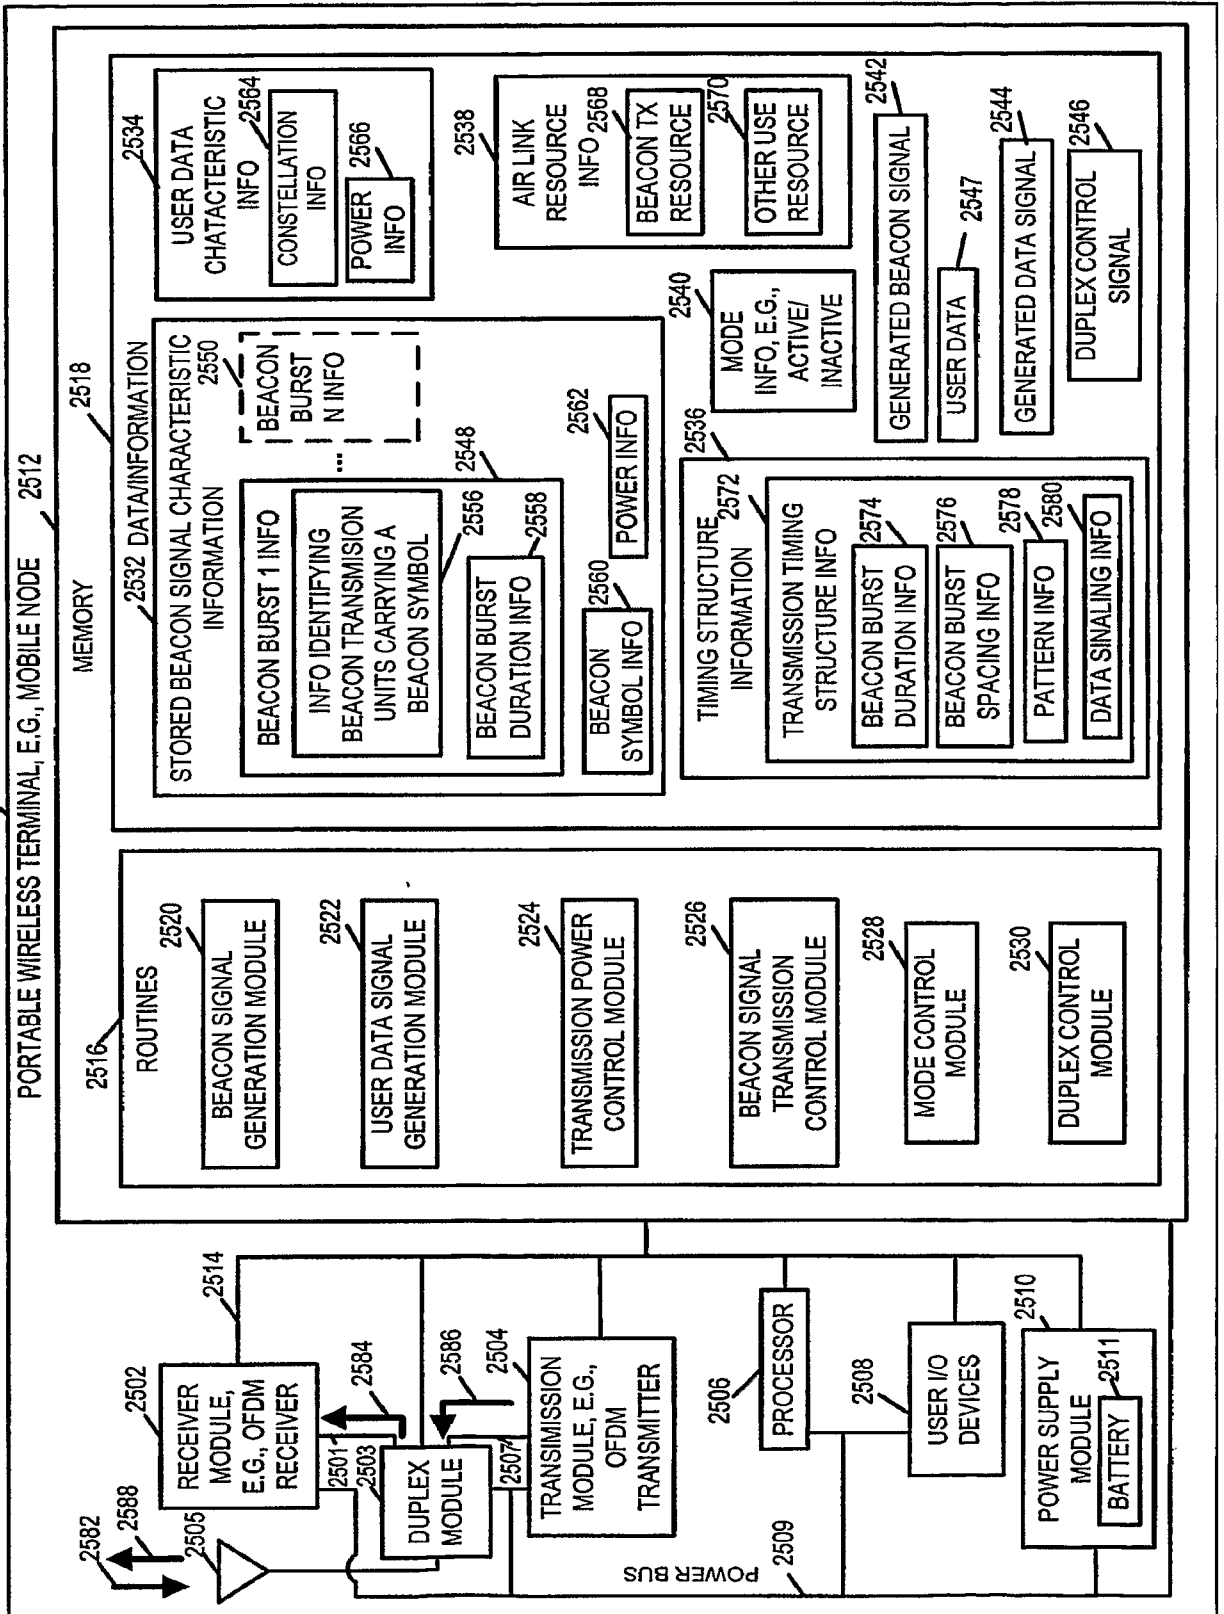 PORTABLE WIRELESS TERMINAL, E.G., MOBILE NODE
2512
MEMORY
2516
ROUTINES
2520
BEACON SIGNAL
GENERATION MODULE
2522
USER DATA SIGNAL
GENERATION MODULE
2524
TRANSMISSION POWER
CONTROL MODULE
2526
BEACON SIGNAL
TRANSMISSION
CONTROL MODULE
2528
MODE CONTROL
MODULE
2530
DUPLEX CONTROL
MODULE
2518
2532 DATA/INFORMATION
STORED BEACON SIGNAL CHARACTERISTIC
INFORMATION
2550
BEACON BURST 1 INFO
2548
INFO IDENTIFYING
BEACON TRANSMISION
UNITS CARRYING A
BEACON SYMBOL
2556
BEACON BURST
DURATION INFO
2558
...
BEACON
BURST
N INFO
2560
BEACON
SYMBOL INFO
2562
POWER INFO
2534
USER DATA
CHATACTERISTIC
INFO
2564
CONSTELLATION
INFO
2566
POWER
INFO
2536
TIMING STRUCTURE
INFORMATION
2572
TRANSMISSION TIMING
STRUCTURE INFO
2574
BEACON BURST
DURATION INFO
2576
BEACON BURST
SPACING INFO
2578
PATTERN INFO
2580
DATA SINALING INFO
2538
AIR LINK
RESOURCE
INFO
2568
BEACON TX
RESOURCE
2570
OTHER USE
RESOURCE
2540
MODE
INFO, E.G.,
ACTIVE/
INACTIVE
2542
GENERATED BEACON SIGNAL
2547
USER DATA
2544
GENERATED DATA SIGNAL
2546
DUPLEX CONTROL
SIGNAL
2582
2588
2505
2502
RECEIVER
MODULE,
E.G., OFDM
RECEIVER
2514
2501
2584
2503
DUPLEX
MODULE
2586
2507
2504
TRANSIMISSION
MODULE, E.G.,
OFDM
TRANSMITTER
2506
PROCESSOR
2508
USER I/O
DEVICES
2510
POWER SUPPLY
MODULE
2511
BATTERY
POWER BUS
2509